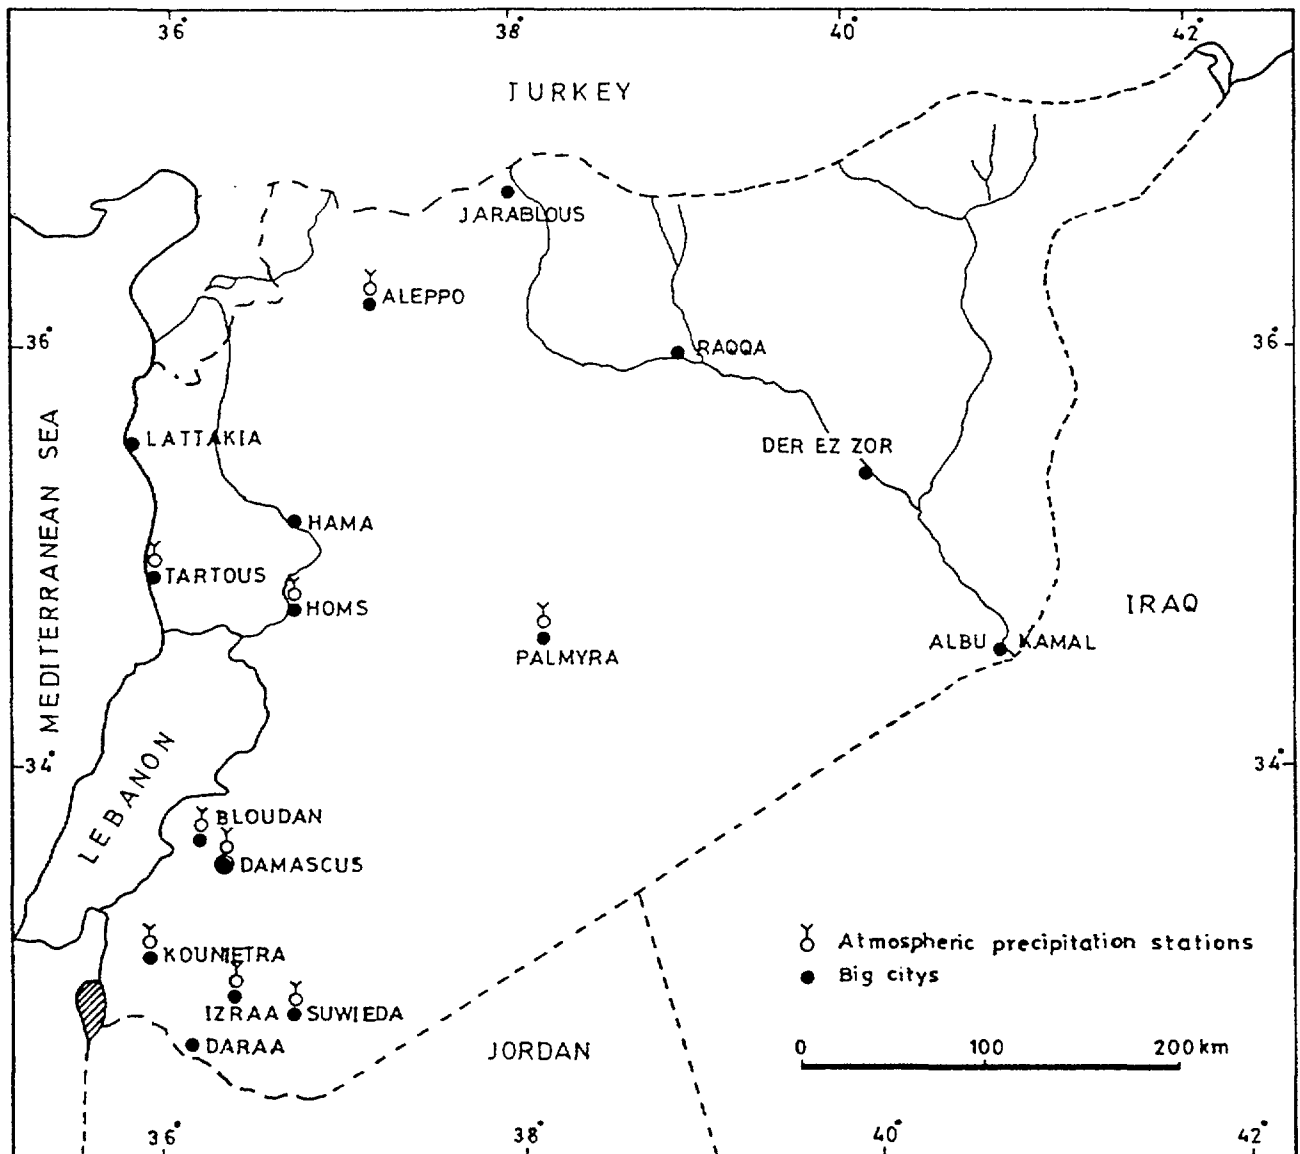 36° 38° 40° 42°
TURKEY
JARABLOUS
ALEPPO
36° 36°
RAQQA
MEDITERRANEAN SEA
LATTAKIA
DER EZ ZOR
HAMA
TARTOUS
HOMS
IRAQ
ALBU KAMAL
PALMYRA
LEBANON
34° 34°
BLOUDAN
DAMASCUS
KOUNIETRA
Atmospheric precipitation stations
Big citys
IZRAA
SUWIEDA
DARAA
JORDAN
0 100 200 km
36° 38° 40° 42°